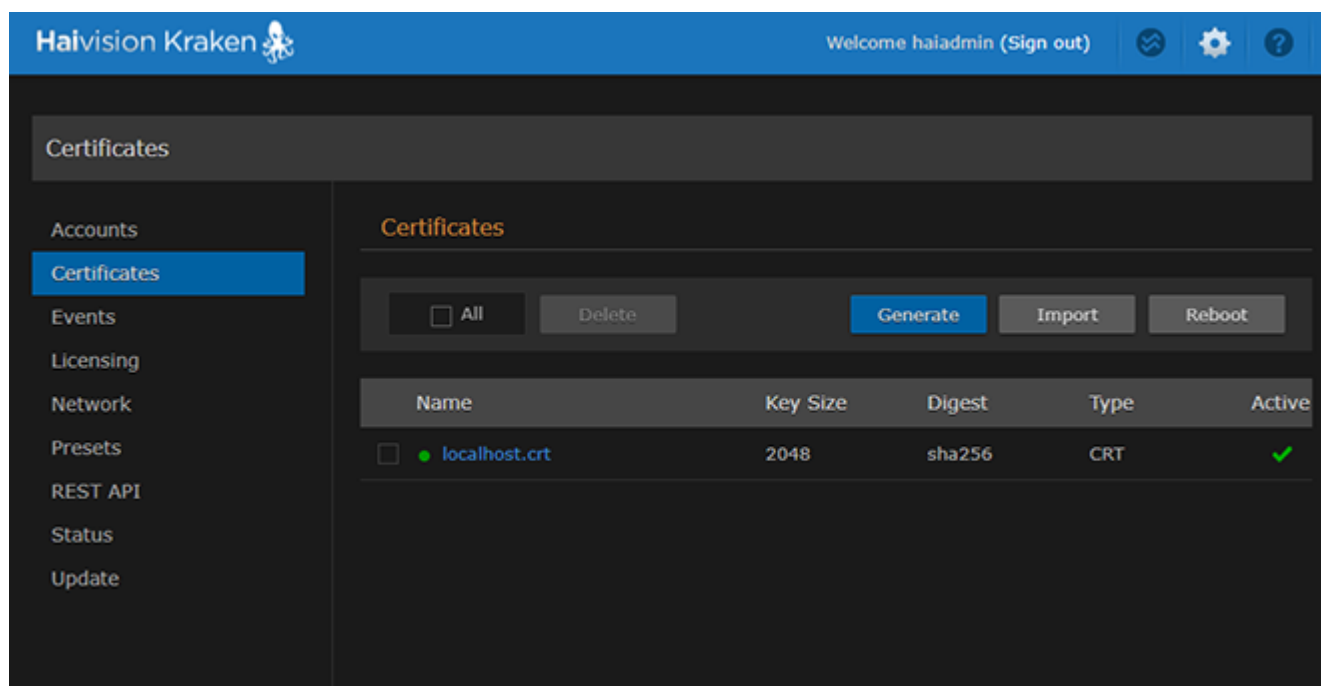 Haivision Kraken
Welcome haiadmin (Sign out)
?
Certificates
Accounts
Certificates
Events
Licensing
Network
Presets
REST API
Status
Update
Certificates
All Delete Generate Import Reboot
Name Key Size Digest Type Active
localhost.crt 2048 sha256 CRT